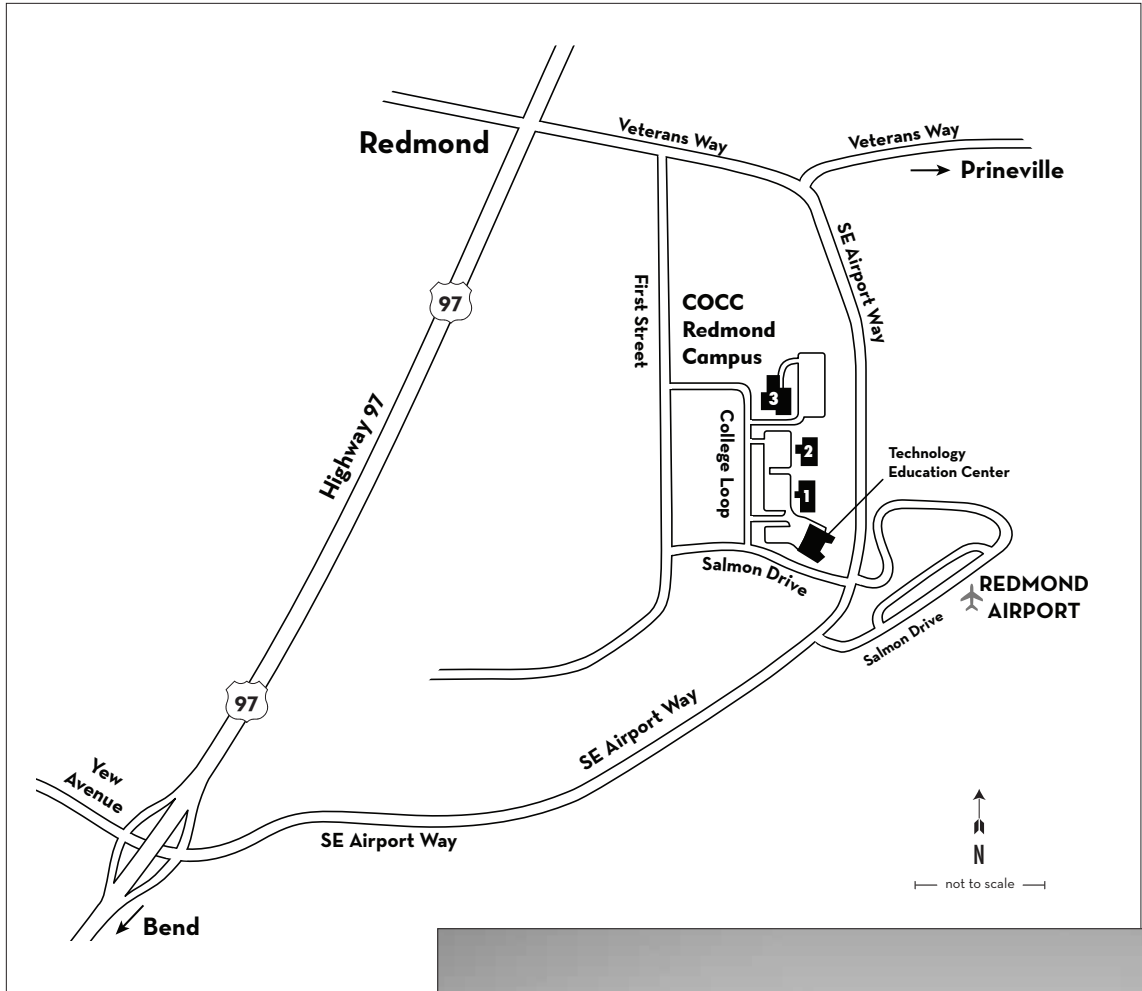 Redmond
Veterans Way
Veterans Way
Prineville
SE Airport Way
97
First Street
COCC
Redmond
Campus
3
Highway 97
College Loop
2
Technology
Education Center
1
Salmon Drive
REDMOND
AIRPORT
Salmon Drive
97
SE Airport Way
Yew
Avenue
SE Airport Way
N
not to scale
Bend